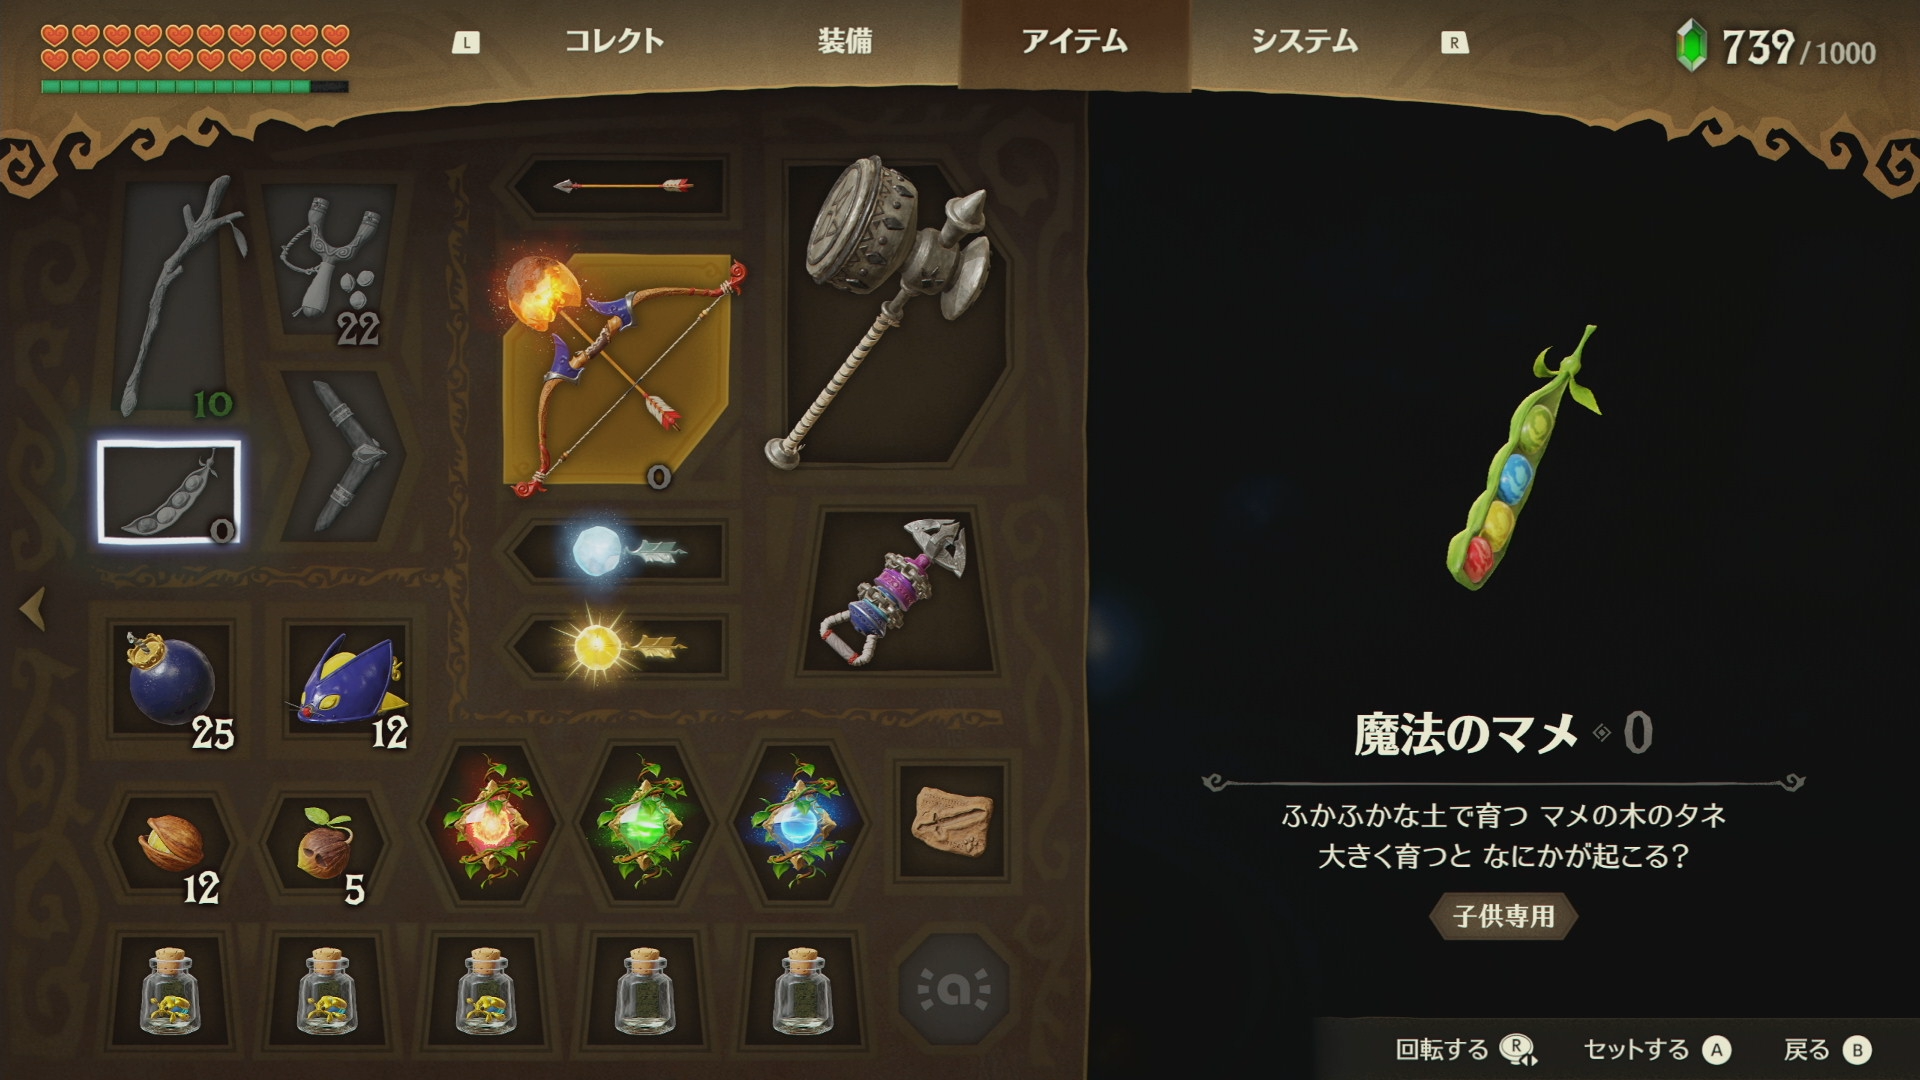 L コレクト 装備 アイテム システム R 739/1000
22
10
0
0
25 12
12 5
a
魔法のマメ 0
ふかふかな土で育つ マメの木のタネ
大きく育つと なにかが起こる?
子供専用
回転する R セットする A 戻る B